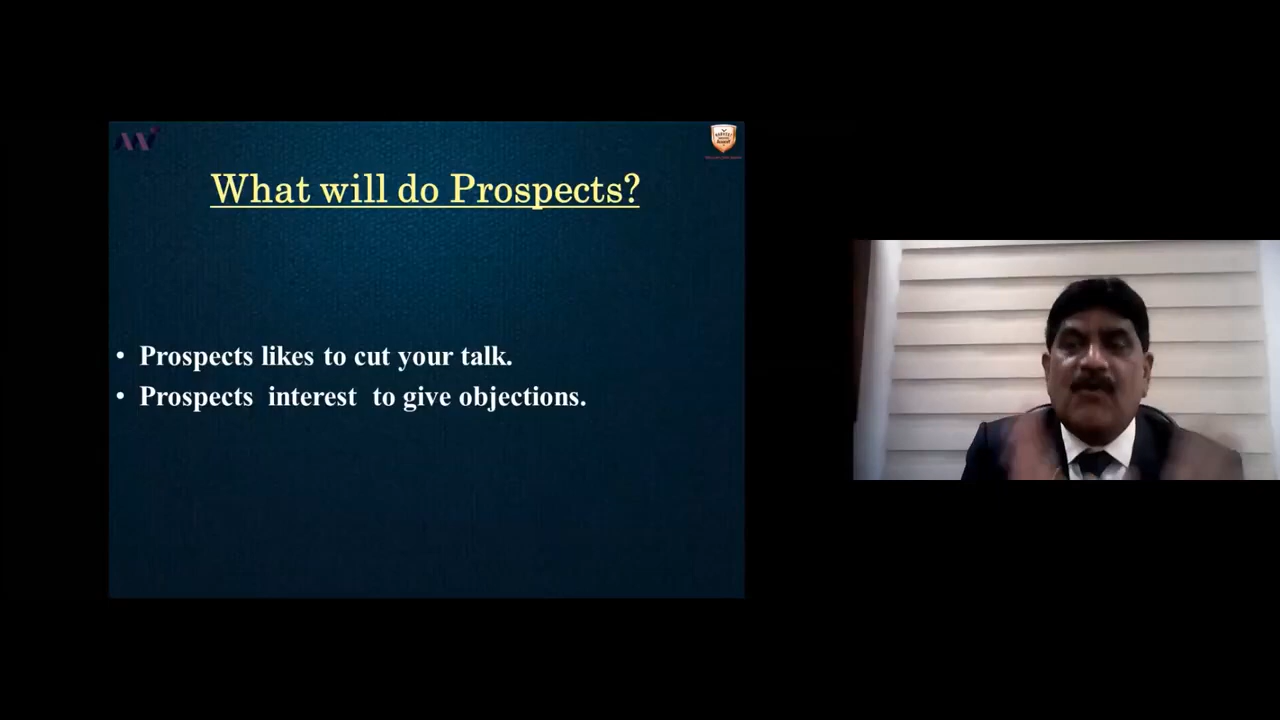 What will do Prospects?
• Prospects likes to cut your talk.
• Prospects interest to give objections.